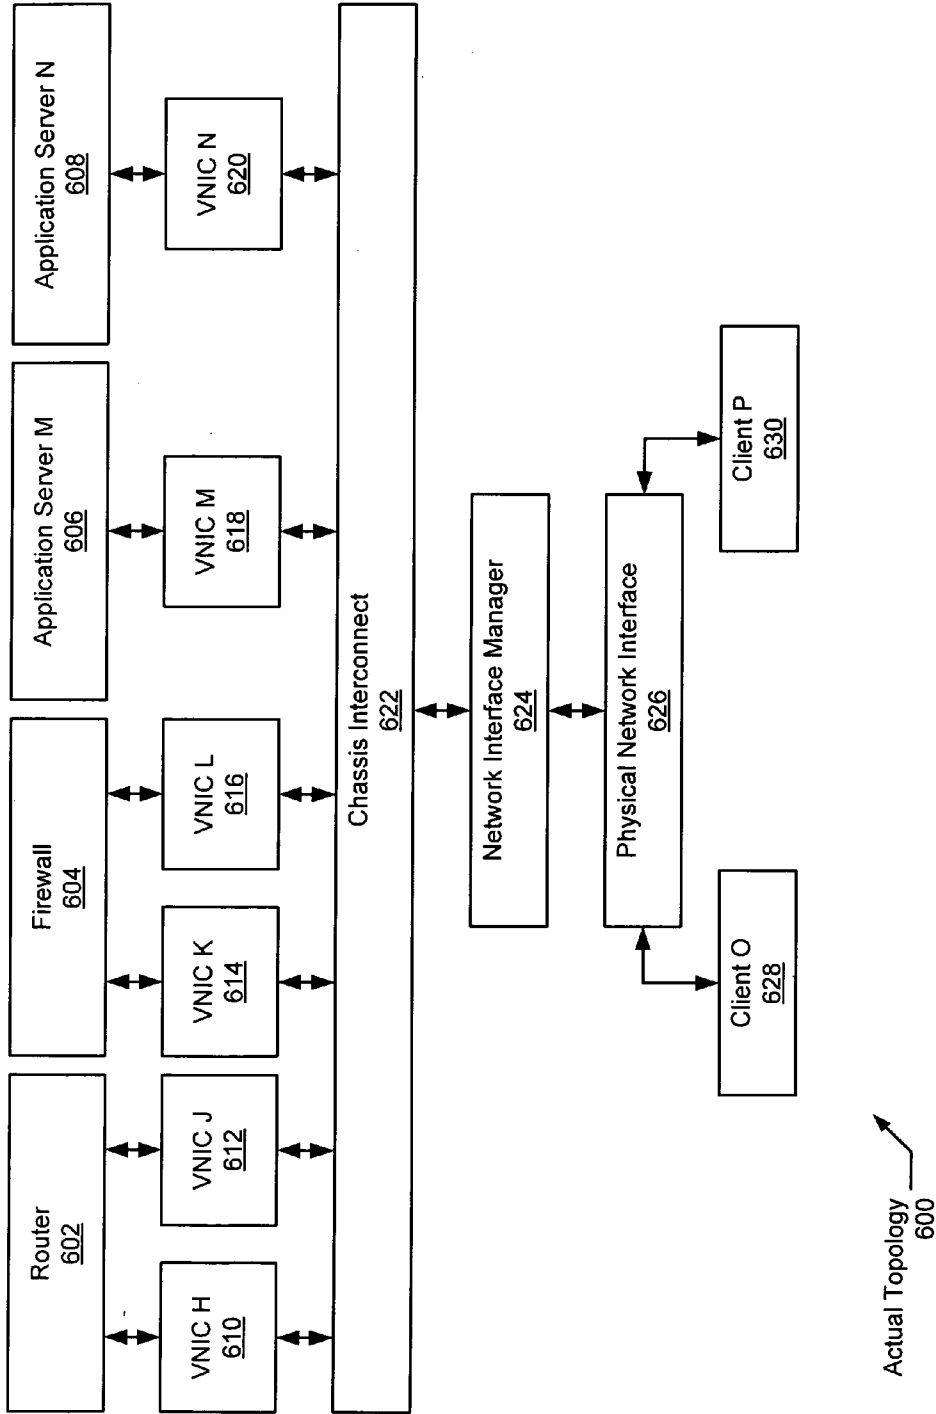 Router
602
Firewall
604
Application Server M
606
Application Server N
608
VNIC H
610
VNIC J
612
VNIC K
614
VNIC L
616
VNIC M
618
VNIC N
620
Chassis Interconnect
622
Network Interface Manager
624
Physical Network Interface
626
Client O
628
Client P
630
Actual Topology
600